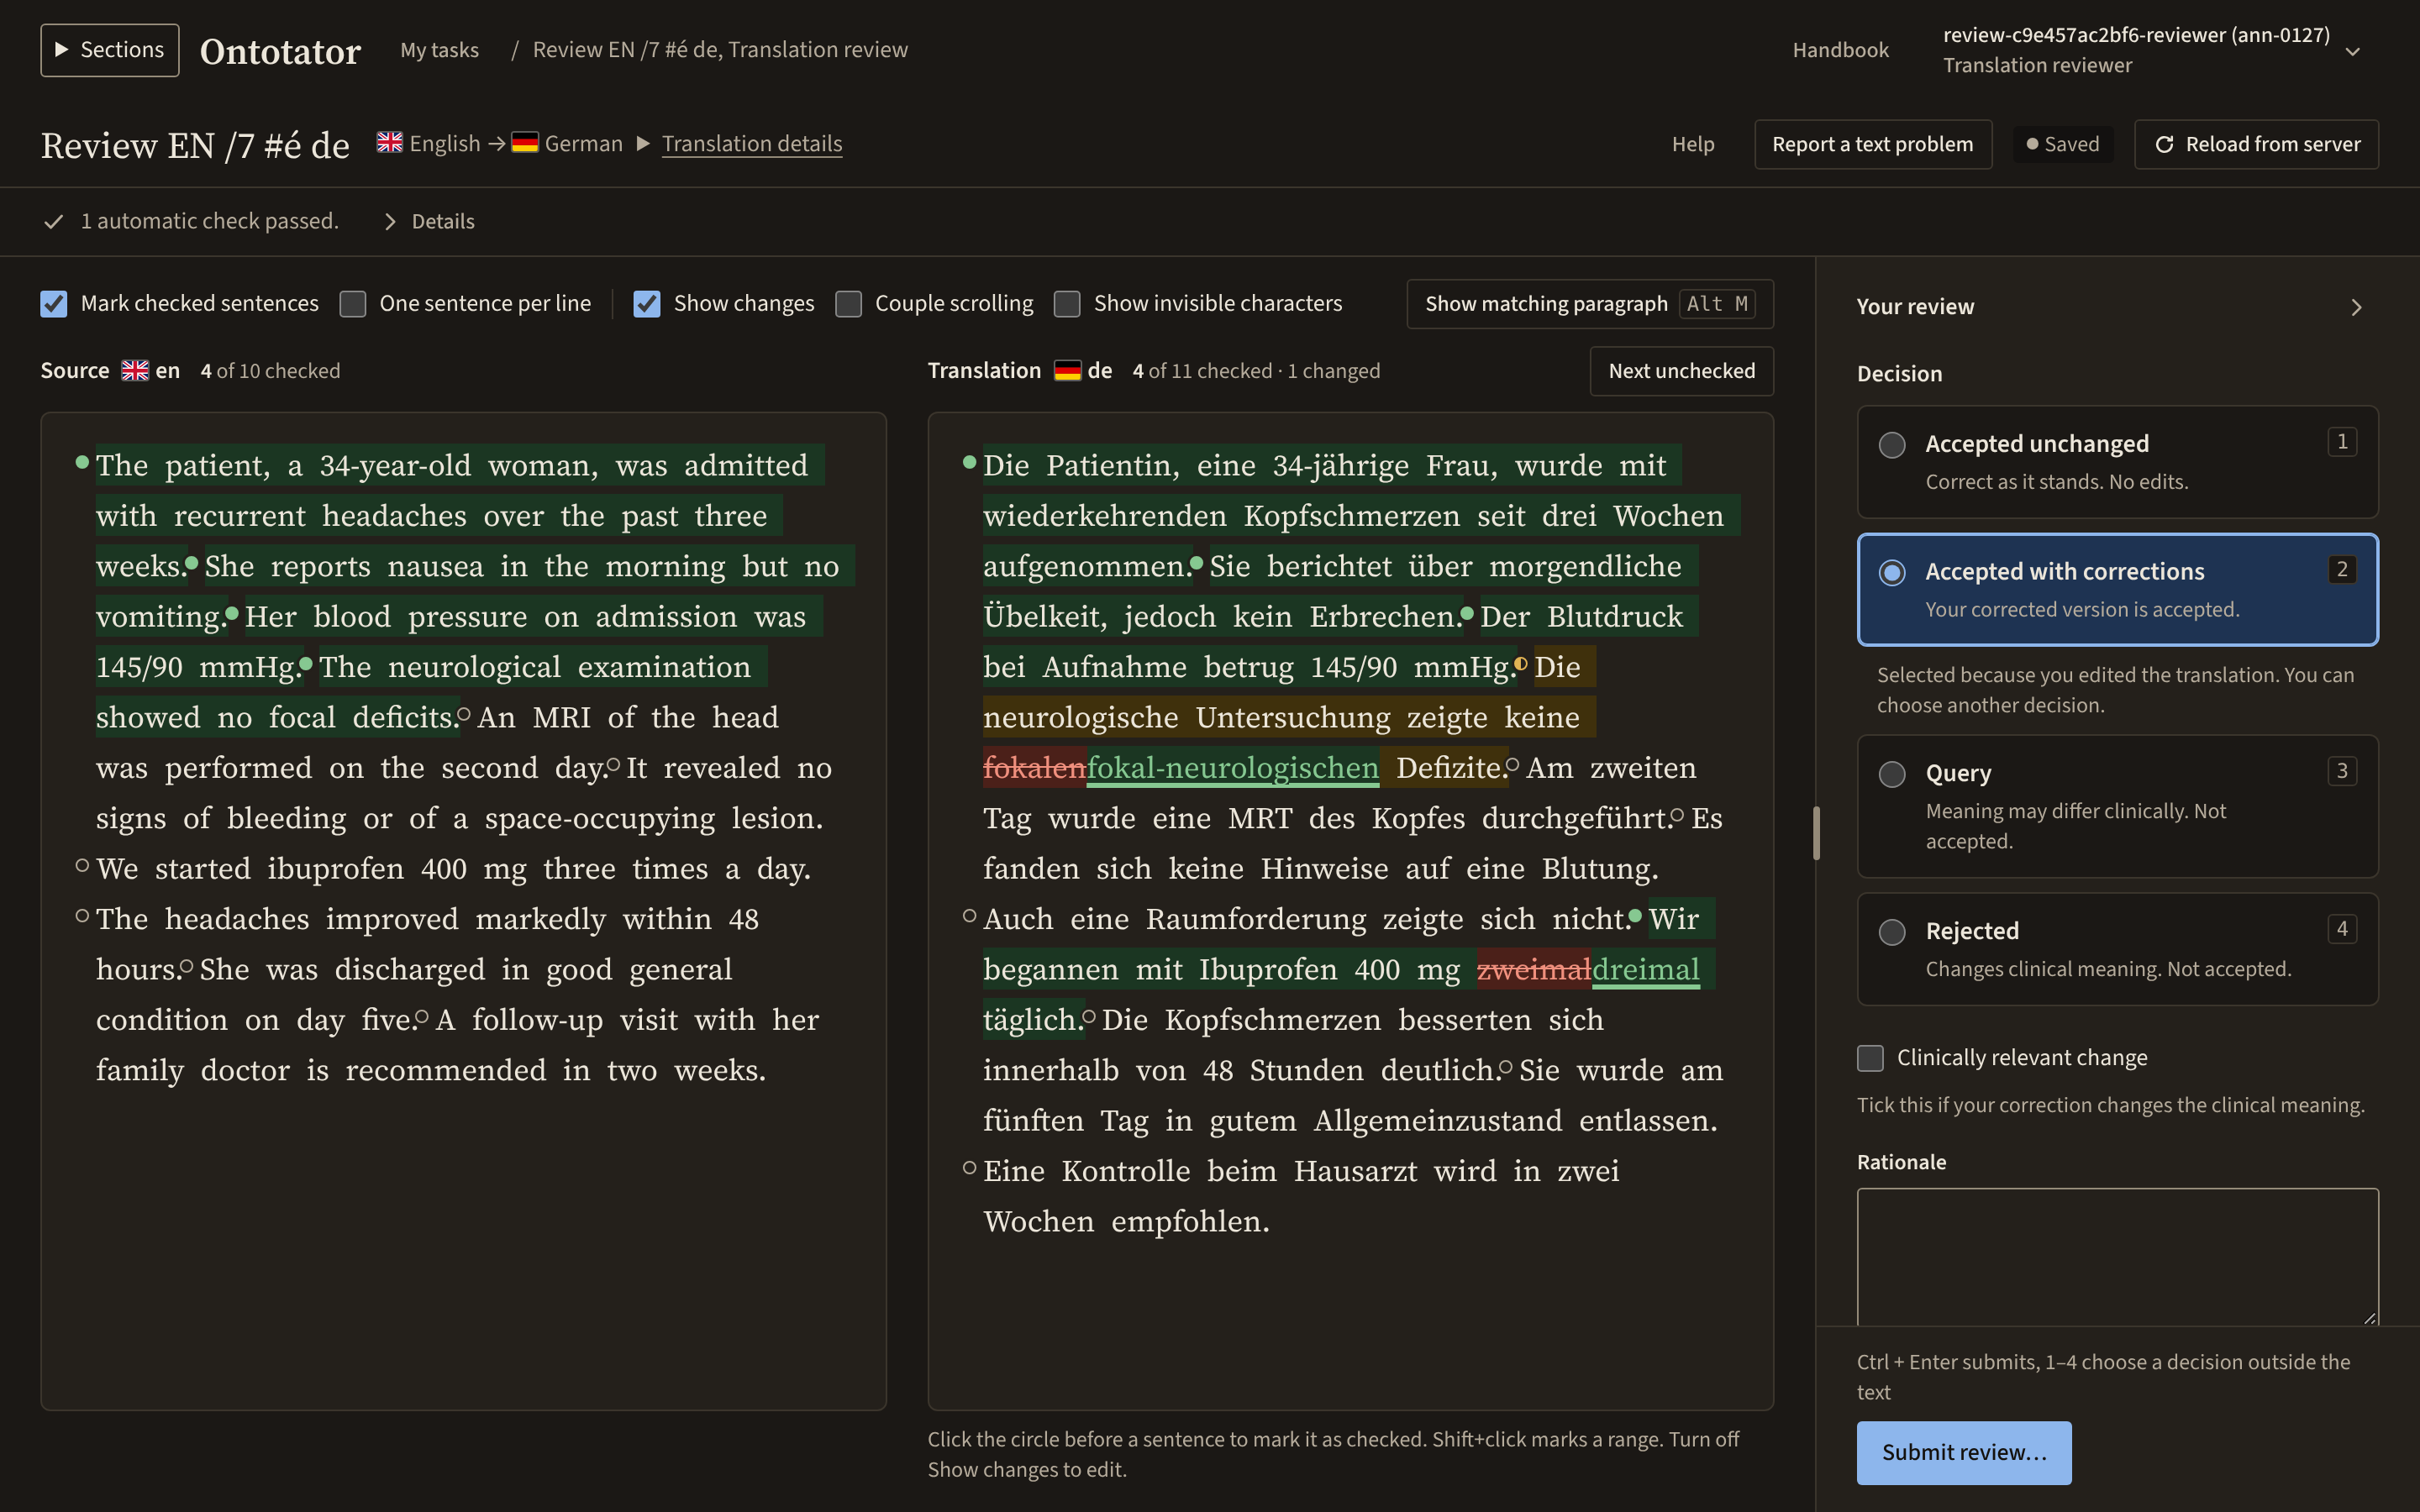 Sections
Ontotator
My tasks / Review EN /7 #é de, Translation review
Handbook
review-c9e457ac2bf6-reviewer (ann-0127)
Translation reviewer
Review EN /7 #é de
English → German
Translation details
Help
Report a text problem
Saved
Reload from server
1 automatic check passed.
Details
Mark checked sentences
One sentence per line
Show changes
Couple scrolling
Show invisible characters
Show matching paragraph Alt M
Source en 4 of 10 checked
The patient, a 34-year-old woman, was admitted
with recurrent headaches over the past three
weeks. She reports nausea in the morning but no
vomiting. Her blood pressure on admission was
145/90 mmHg. The neurological examination
showed no focal deficits. An MRI of the head
was performed on the second day. It revealed no
signs of bleeding or of a space-occupying lesion.
We started ibuprofen 400 mg three times a day.
The headaches improved markedly within 48
hours. She was discharged in good general
condition on day five. A follow-up visit with her
family doctor is recommended in two weeks.
Translation de 4 of 11 checked · 1 changed
Next unchecked
Die Patientin, eine 34-jährige Frau, wurde mit
wiederkehrenden Kopfschmerzen seit drei Wochen
aufgenommen. Sie berichtet über morgendliche
Übelkeit, jedoch kein Erbrechen. Der Blutdruck
bei Aufnahme betrug 145/90 mmHg. Die
neurologische Untersuchung zeigte keine
fokalenfokal-neurologischen Defizite. Am zweiten
Tag wurde eine MRT des Kopfes durchgeführt. Es
fanden sich keine Hinweise auf eine Blutung.
Auch eine Raumforderung zeigte sich nicht. Wir
begannen mit Ibuprofen 400 mg zweimaldreimal
täglich. Die Kopfschmerzen besserten sich
innerhalb von 48 Stunden deutlich. Sie wurde am
fünften Tag in gutem Allgemeinzustand entlassen.
Eine Kontrolle beim Hausarzt wird in zwei
Wochen empfohlen.
Click the circle before a sentence to mark it as checked. Shift+click marks a range. Turn off
Show changes to edit.
Your review
Decision
Accepted unchanged 1
Correct as it stands. No edits.
Accepted with corrections 2
Your corrected version is accepted.
Selected because you edited the translation. You can
choose another decision.
Query 3
Meaning may differ clinically. Not
accepted.
Rejected 4
Changes clinical meaning. Not accepted.
Clinically relevant change
Tick this if your correction changes the clinical meaning.
Rationale
Ctrl + Enter submits, 1–4 choose a decision outside the
text
Submit review…